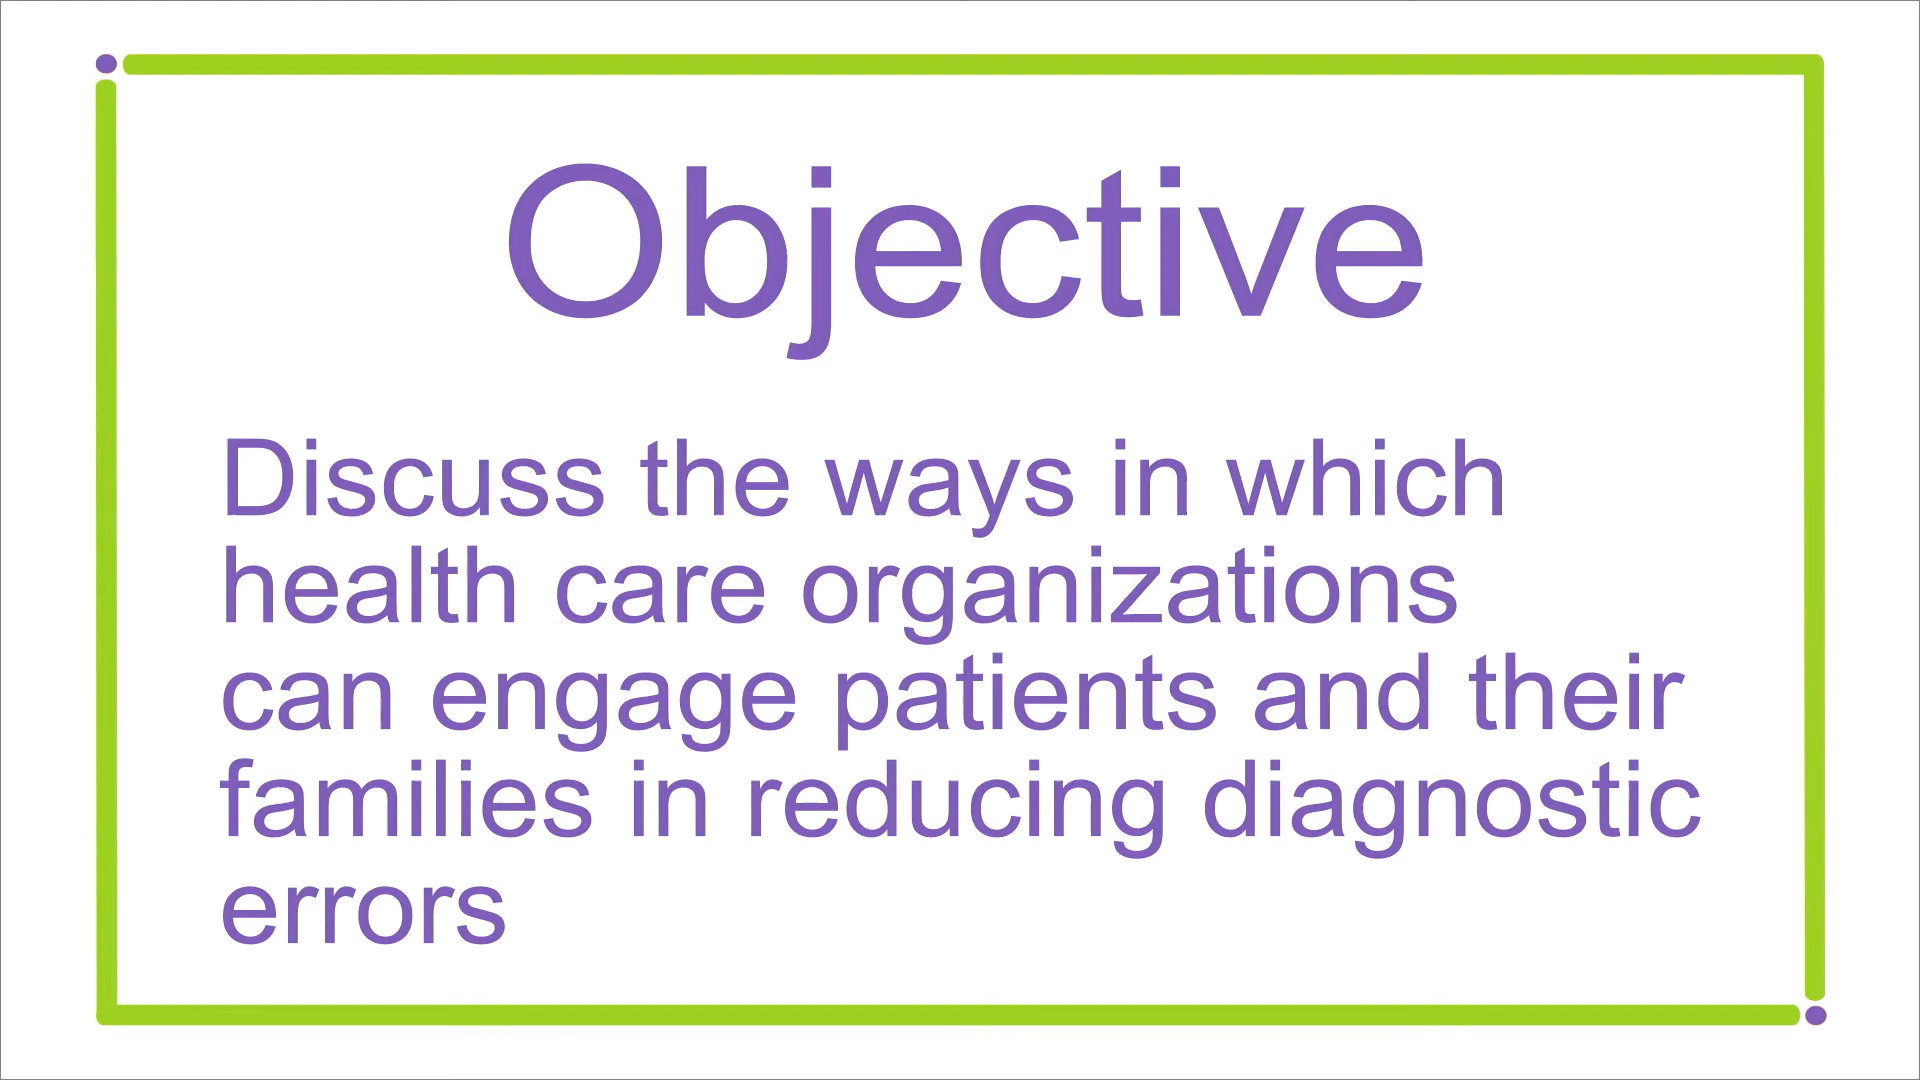 Objective
Discuss the ways in which
health care organizations
can engage patients and their
families in reducing diagnostic
errors